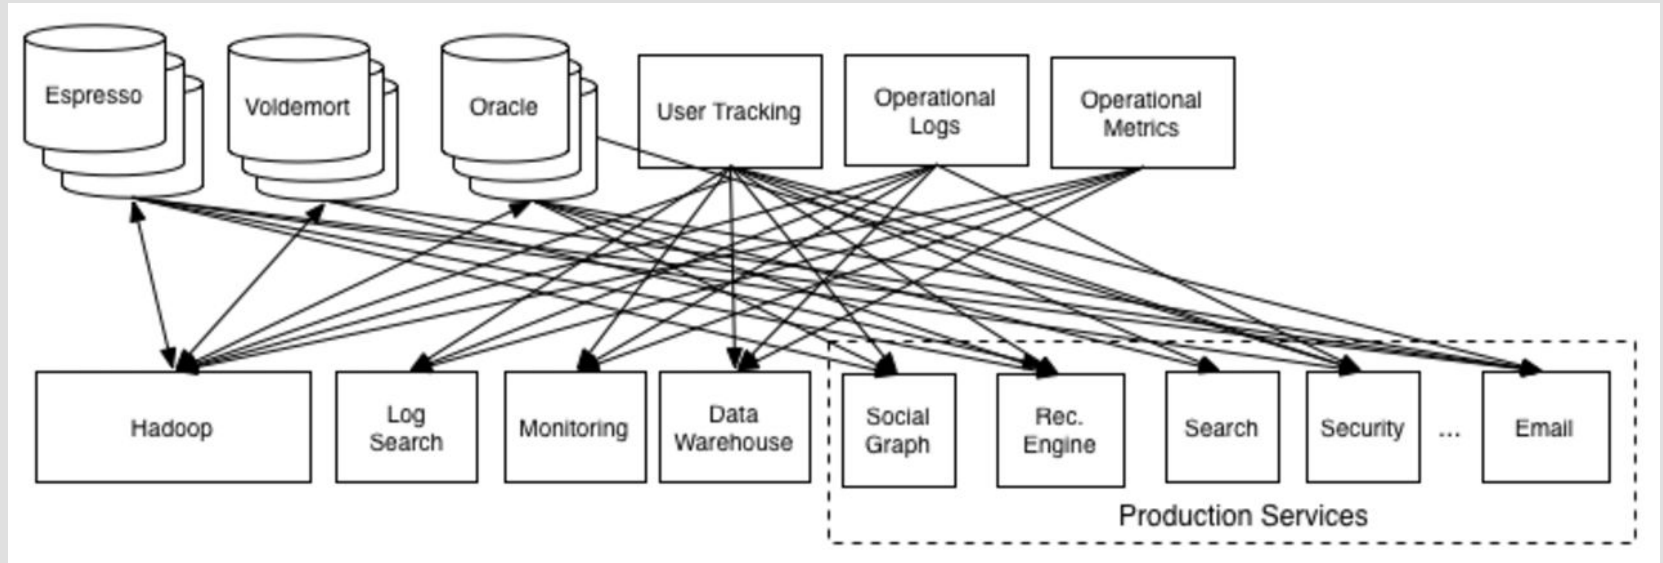 Espresso
Voldemort
Oracle
User Tracking
Operational
Logs
Operational
Metrics
Hadoop
Log
Search
Monitoring
Data
Warehouse
Social
Graph
Rec.
Engine
Search
Security
...
Email
Production Services